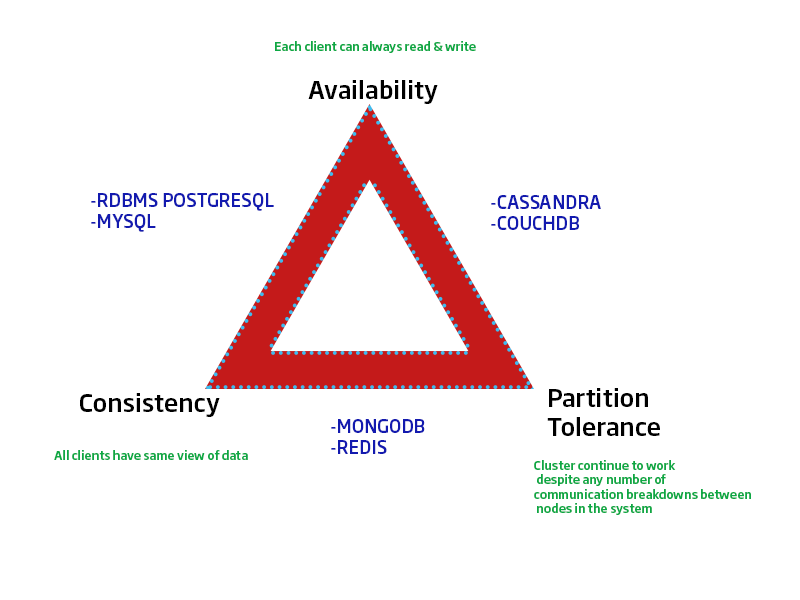 Each client can always read & write
Availability
-RDBMS POSTGRESQL
-MYSQL
-CASSANDRA
-COUCHDB
Consistency
All clients have same view of data
-MONGODB
-REDIS
Partition
Tolerance
Cluster continue to work
despite any number of
communication breakdowns between
nodes in the system